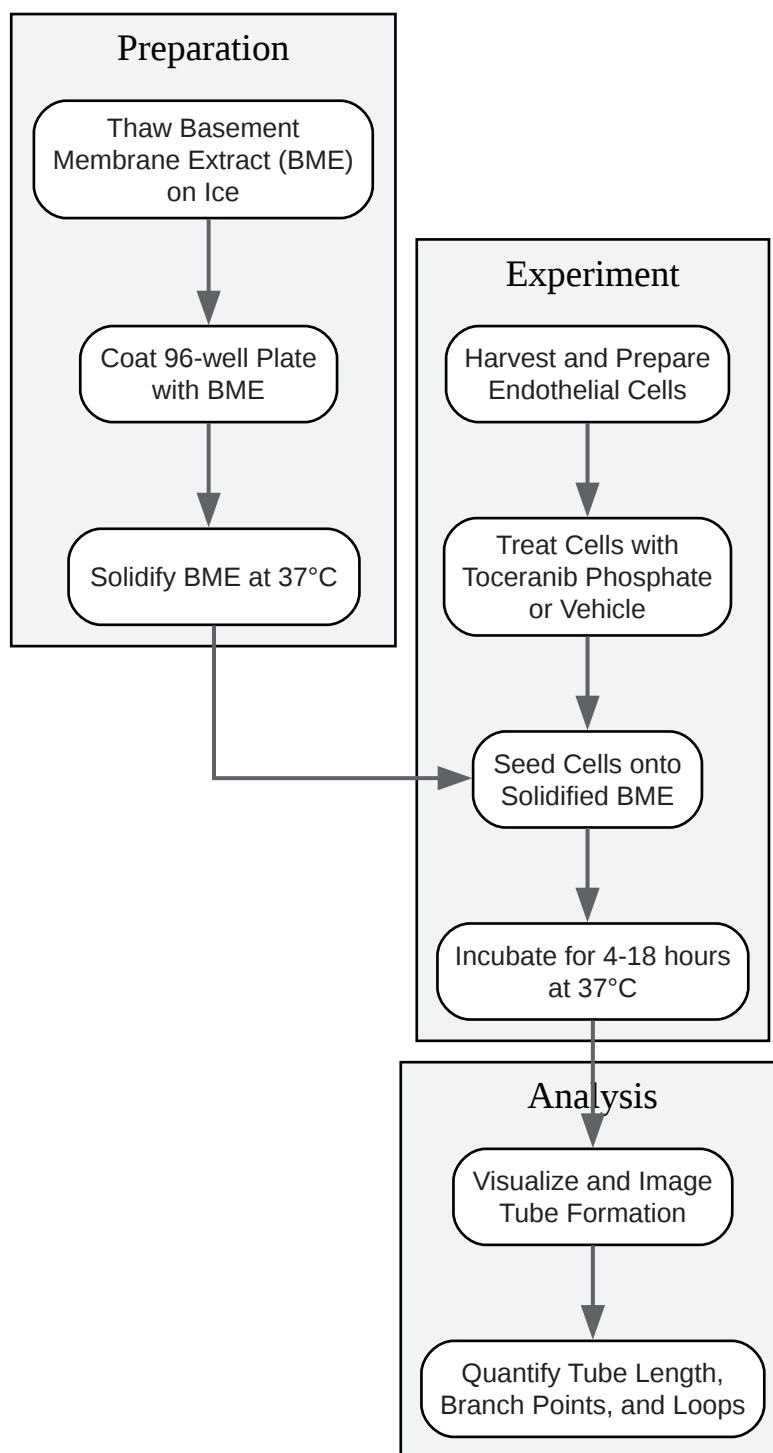 Preparation
Thaw Basement
Membrane Extract (BME)
on Ice
Coat 96-well Plate
with BME
Solidify BME at 37°C
Experiment
Harvest and Prepare
Endothelial Cells
Treat Cells with
Toceranib Phosphate
or Vehicle
Seed Cells onto
Solidified BME
Incubate for 4-18 hours
at 37°C
Analysis
Visualize and Image
Tube Formation
Quantify Tube Length,
Branch Points, and Loops